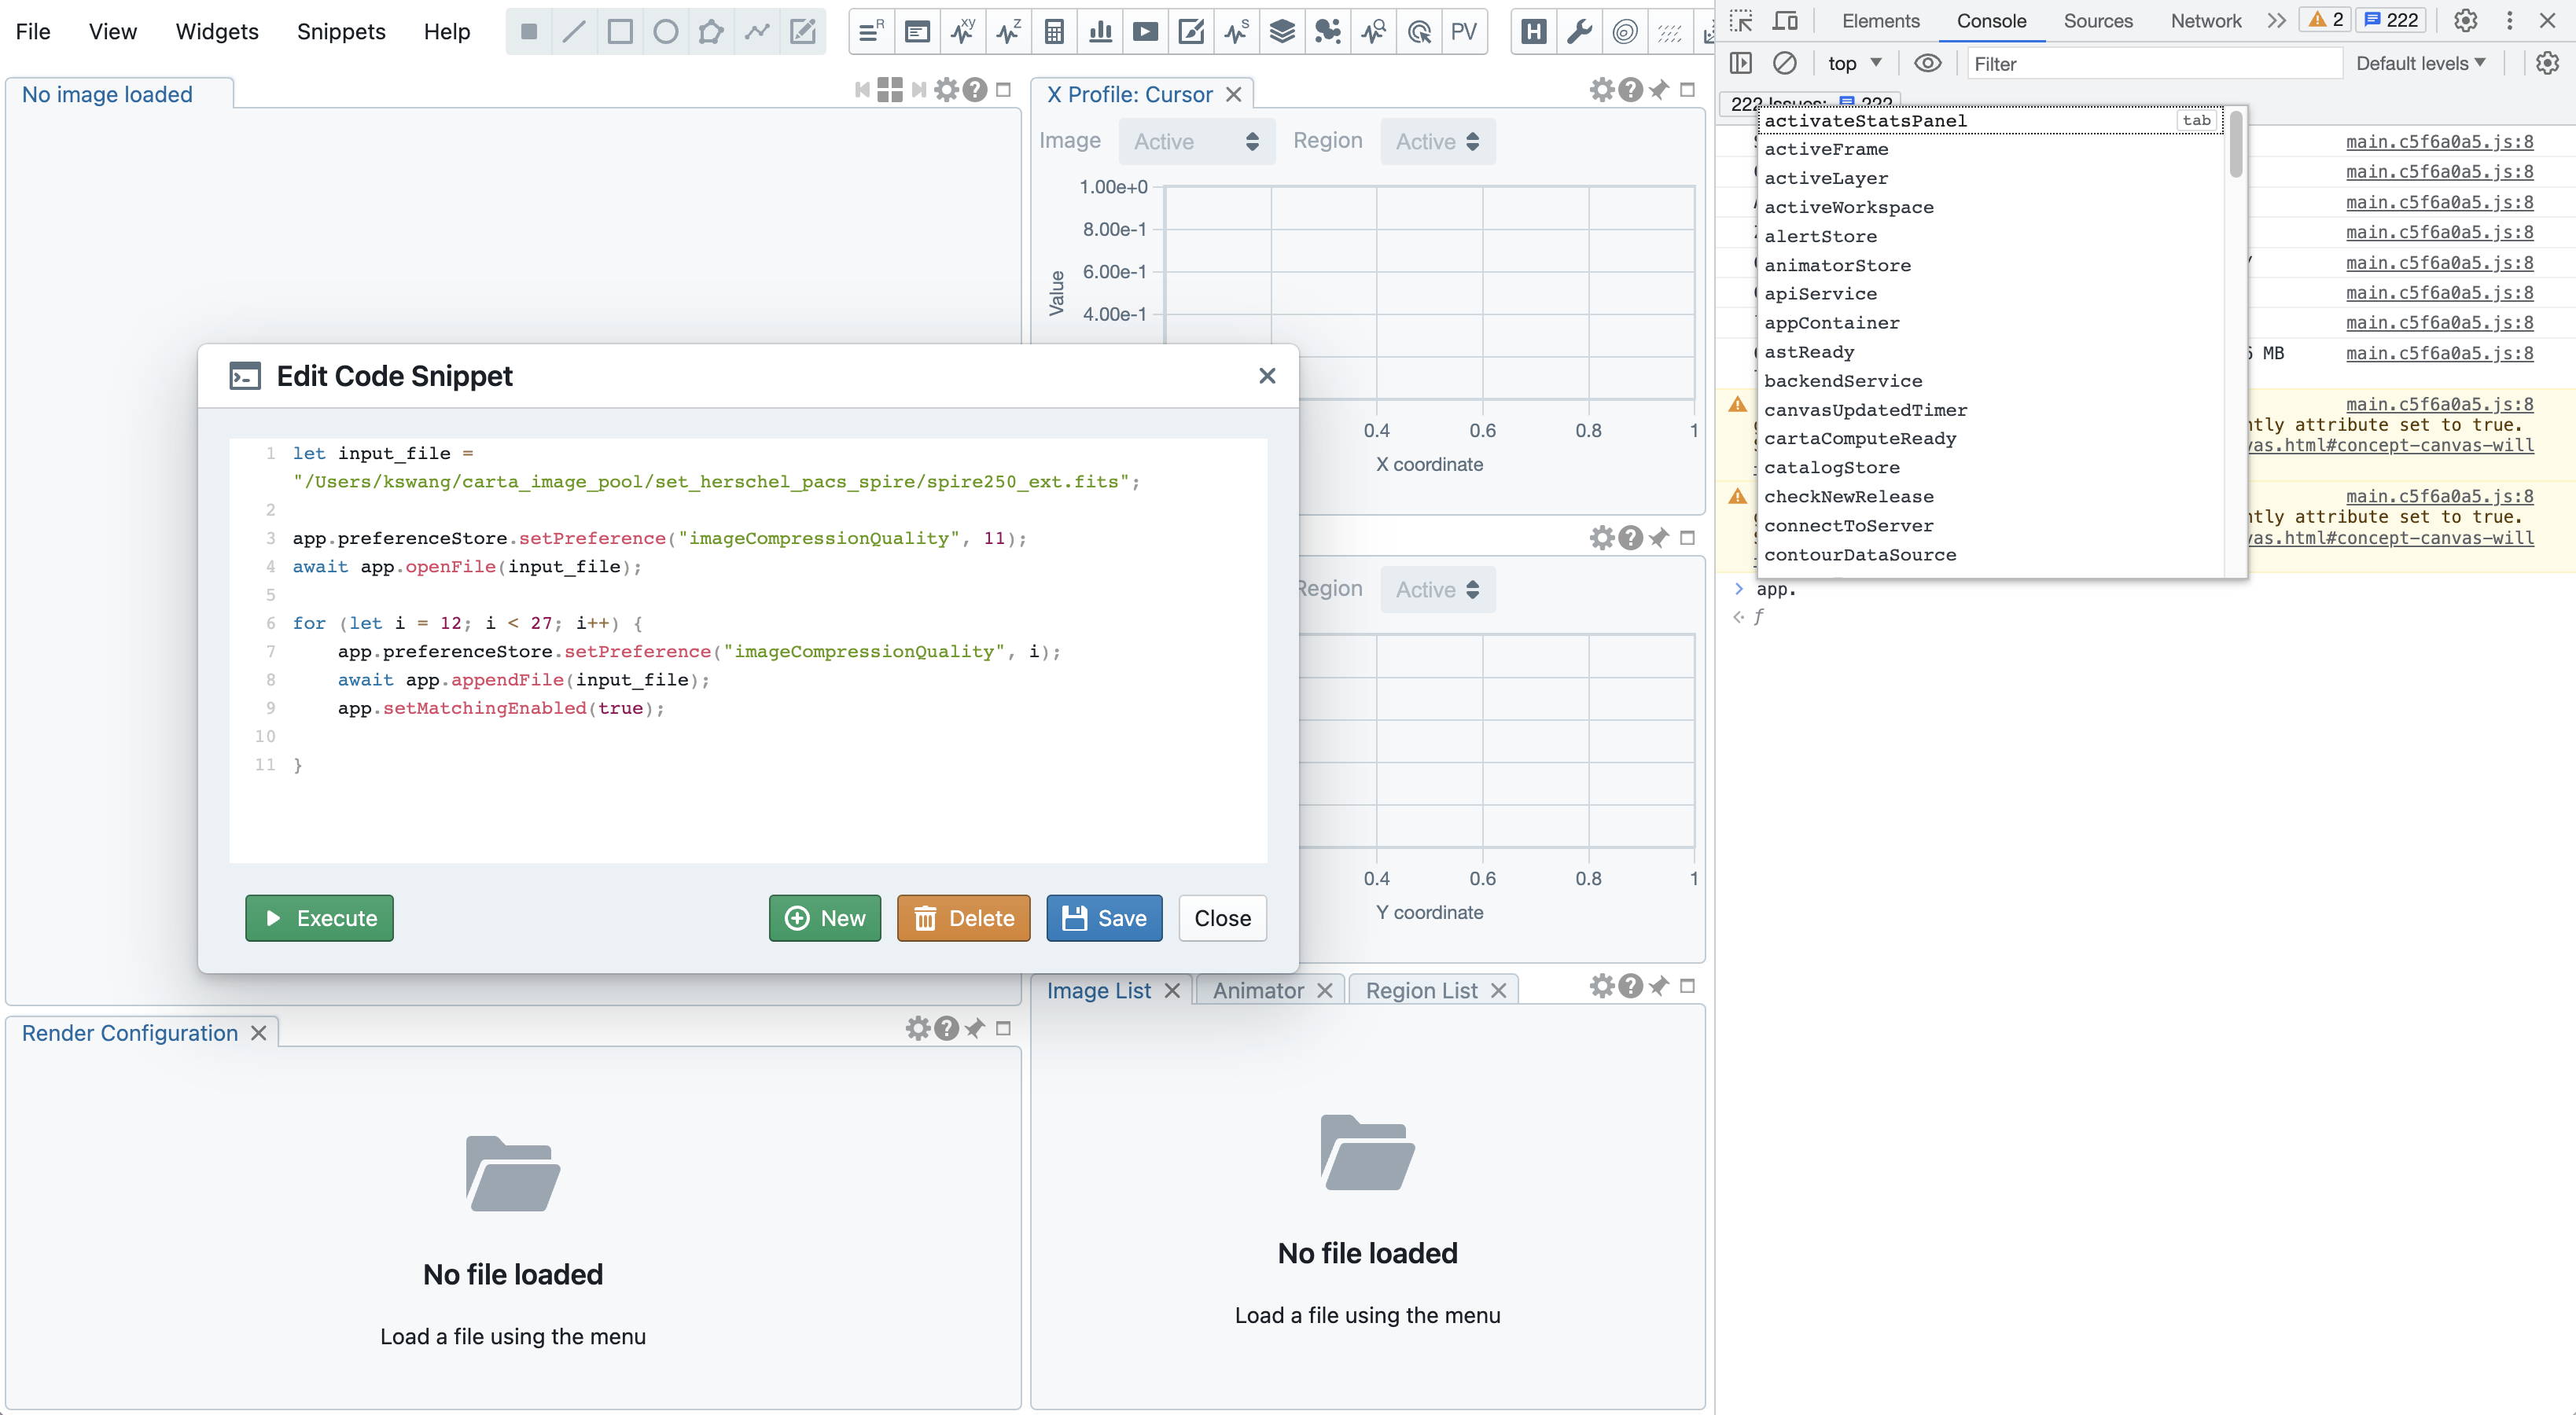 File View Widgets Snippets Help
PV
No image loaded
X Profile: Cursor
Image Active Region Active
1.00e+0
8.00e-1
6.00e-1
4.00e-1
Value
0.4 0.6 0.8 1
X coordinate
Edit Code Snippet
1 let input_file =
"/Users/kswang/carta_image_pool/set_herschel_pacs_spire/spire250_ext.fits";
2
3 app.preferenceStore.setPreference("imageCompressionQuality", 11);
4 await app.openFile(input_file);
5
6 for (let i = 12; i < 27; i++) {
7 app.preferenceStore.setPreference("imageCompressionQuality", i);
8 await app.appendFile(input_file);
9 app.setMatchingEnabled(true);
10
11 }
Execute New Delete Save Close
Region Active
0.4 0.6 0.8 1
Y coordinate
Render Configuration
No file loaded
Load a file using the menu
Image List Animator Region List
No file loaded
Load a file using the menu
Elements Console Sources Network 2 222
top Filter Default levels
222 Issues: 222
activateStatsPanel tab
activeFrame
activeLayer
activeWorkspace
alertStore
animatorStore
apiService
appContainer
astReady
backendService
canvasUpdatedTimer
cartaComputeReady
catalogStore
checkNewRelease
connectToServer
contourDataSource
main.c5f6a0a5.js:8
main.c5f6a0a5.js:8
main.c5f6a0a5.js:8
main.c5f6a0a5.js:8
main.c5f6a0a5.js:8
main.c5f6a0a5.js:8
main.c5f6a0a5.js:8
MB main.c5f6a0a5.js:8
main.c5f6a0a5.js:8
ntly attribute set to true.
vas.html#concept-canvas-will
main.c5f6a0a5.js:8
ntly attribute set to true.
vas.html#concept-canvas-will
> app.
f